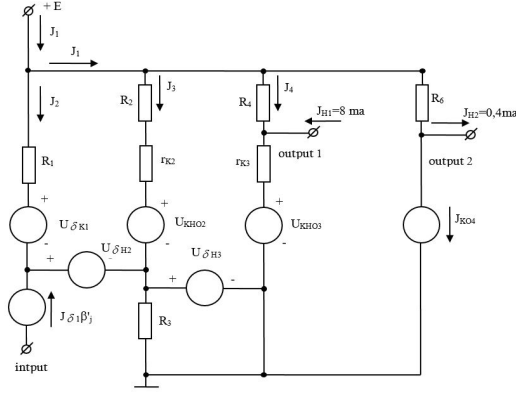 + E
J1
J1
J2
J3
J4
R2
R4
R6
JH1=8 ma
JH2=0,4ma
output 1
output 2
R1
rK2
rK3
+
+
+
UδK1
UKHO2
UKHO3
JKO4
-
-
-
UδH2
UδH3
+
-
+
-
Jδ1β'j
R3
intput